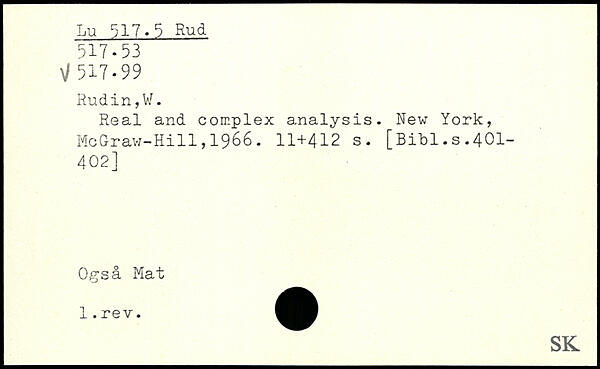 Lu 517.5 Rud
517.53
√ 517.99
Rudin,W.
Real and complex analysis. New York,
McGraw-Hill,1966. 11+412 s. [Bibl.s.401-
402]
Også Mat
1.rev.
SK